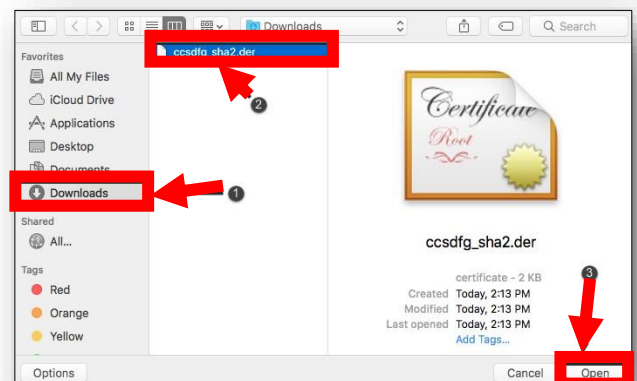 Downloads
Search
Favorites
All My Files
iCloud Drive
Applications
Desktop
Documents
Downloads
Shared
All...
Tags
Red
Orange
Yellow
Options
ccsdfg_sha2.der
2
1
Certificate
Root
ccsdfg_sha2.der
certificate - 2 KB
3
Created Today, 2:13 PM
Modified Today, 2:13 PM
Last opened Today, 2:13 PM
Add Tags...
Cancel
Open